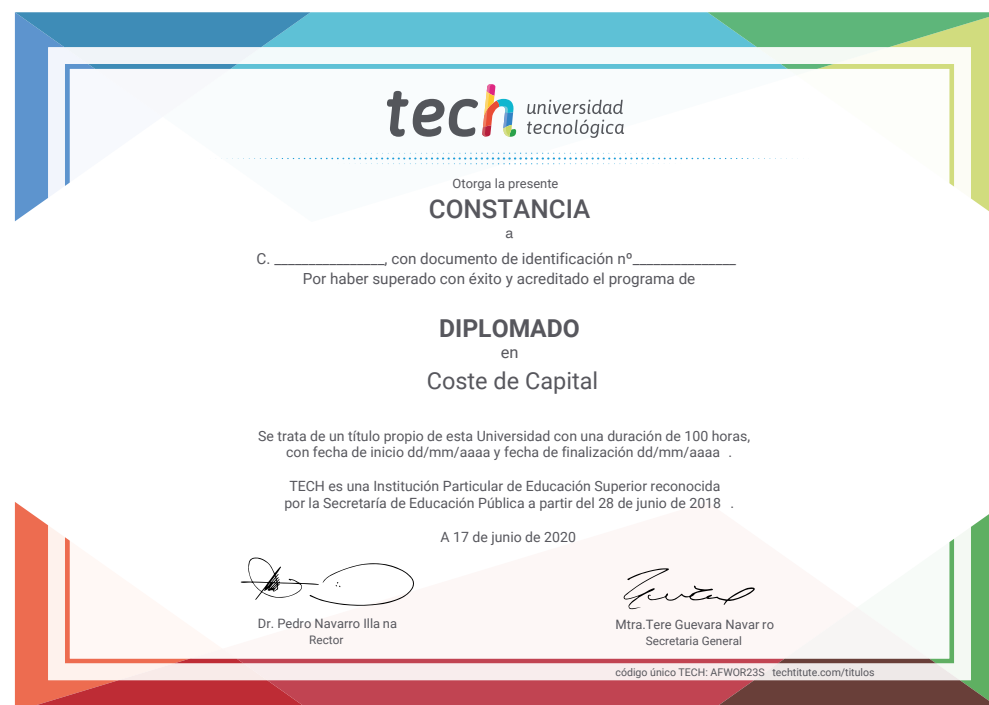 tech universidad
tecnológica
Otorga la presente
CONSTANCIA
a
C. ________________, con documento de identificación nº_______________
Por haber superado con éxito y acreditado el programa de
DIPLOMADO
en
Coste de Capital
Se trata de un título propio de esta Universidad con una duración de 100 horas,
con fecha de inicio dd/mm/aaaa y fecha de finalización dd/mm/aaaa .
TECH es una Institución Particular de Educación Superior reconocida
por la Secretaría de Educación Pública a partir del 28 de junio de 2018 .
A 17 de junio de 2020
Dr. Pedro Navarro Illa na
Rector
Mtra.Tere Guevara Navar ro
Secretaria General
código único TECH: AFWOR23S techtitute.com/titulos